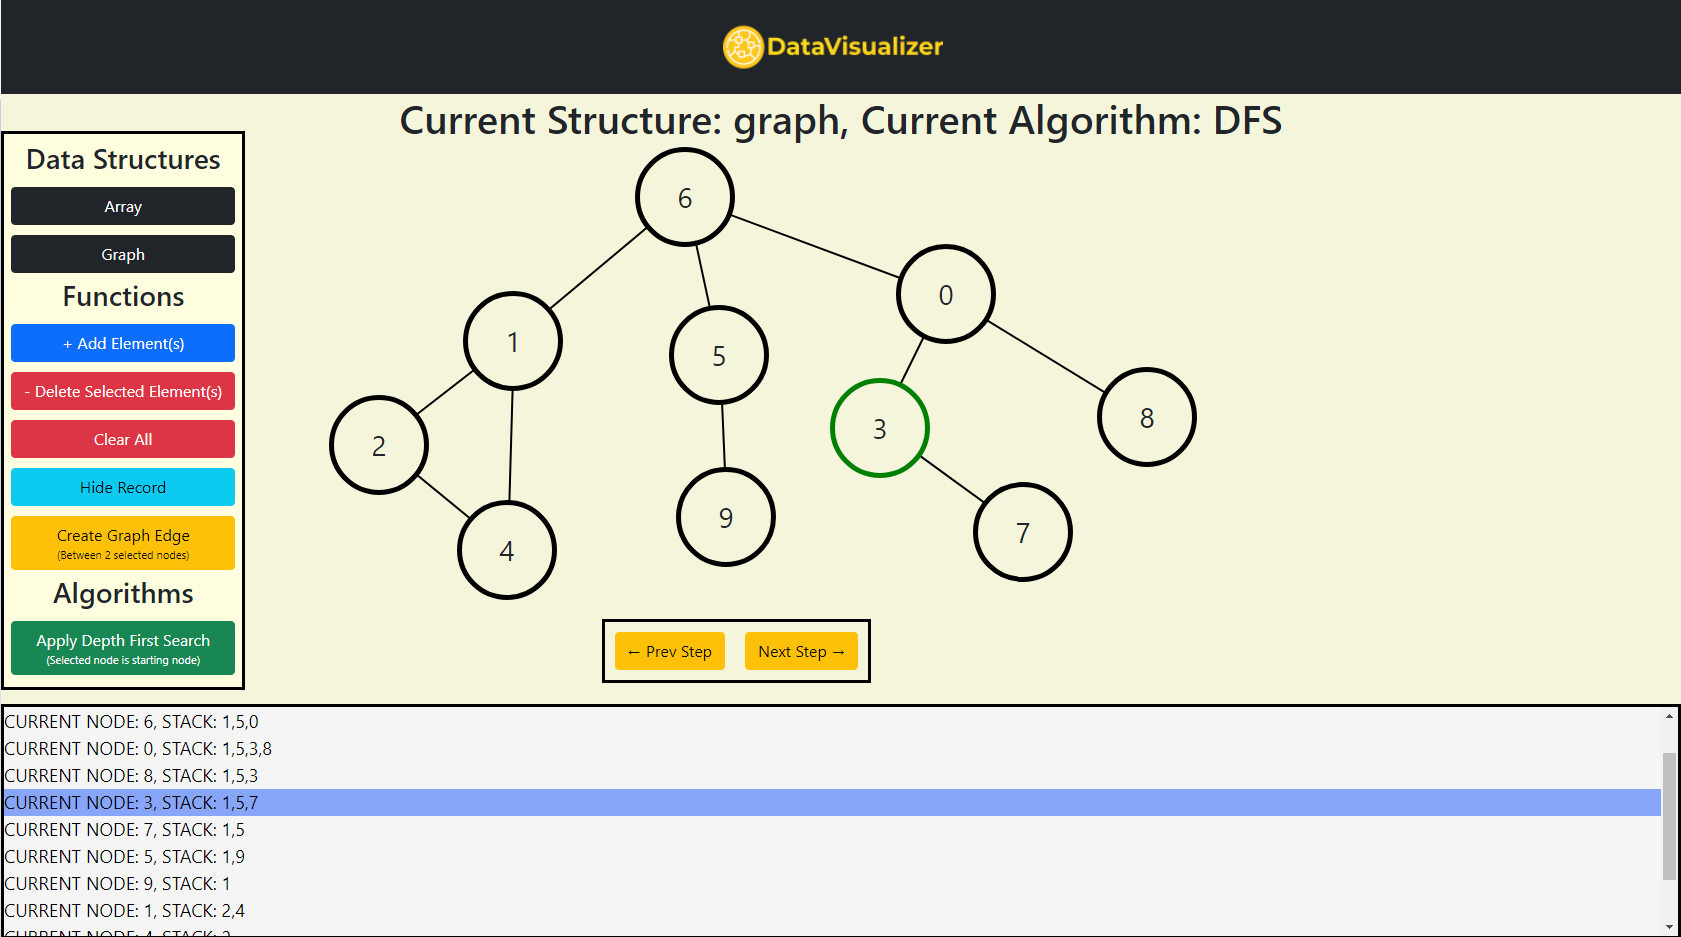 DataVisualizer
Current Structure: graph, Current Algorithm: DFS
Data Structures
Array
Graph
Functions
+ Add Element(s)
- Delete Selected Element(s)
Clear All
Hide Record
Create Graph Edge
(Between 2 selected nodes)
Algorithms
Apply Depth First Search
(Selected node is starting node)
6
0
1
5
8
3
2
9
7
4
← Prev Step
Next Step →
CURRENT NODE: 6, STACK: 1,5,0
CURRENT NODE: 0, STACK: 1,5,3,8
CURRENT NODE: 8, STACK: 1,5,3
CURRENT NODE: 3, STACK: 1,5,7
CURRENT NODE: 7, STACK: 1,5
CURRENT NODE: 5, STACK: 1,9
CURRENT NODE: 9, STACK: 1
CURRENT NODE: 1, STACK: 2,4
CURRENT NODE: 4, STACK: 2